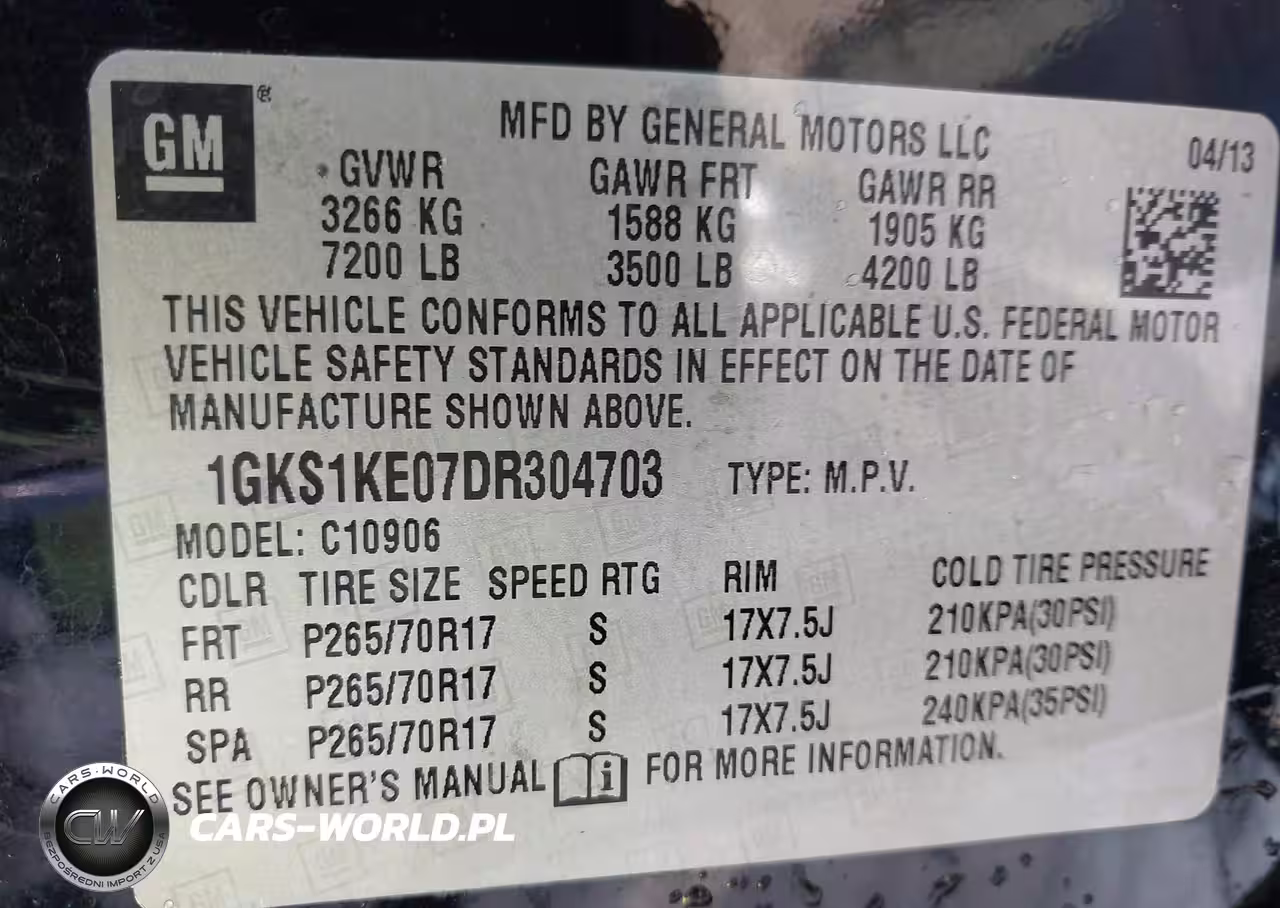 GM
MFD BY GENERAL MOTORS LLC
04/13
GVWR GAWR FRT GAWR RR
3266 KG 1588 KG 1905 KG
7200 LB 3500 LB 4200 LB
THIS VEHICLE CONFORMS TO ALL APPLICABLE U.S. FEDERAL MOTOR
VEHICLE SAFETY STANDARDS IN EFFECT ON THE DATE OF
MANUFACTURE SHOWN ABOVE.
1GKS1KE07DR304703 TYPE: M.P.V.
MODEL: C10906
CDLR TIRE SIZE SPEED RTG RIM COLD TIRE PRESSURE
FRT P265/70R17 S 17X7.5J 210KPA(30PSI)
RR P265/70R17 S 17X7.5J 210KPA(30PSI)
SPA P265/70R17 S 17X7.5J 240KPA(35PSI)
SEE OWNER'S MANUAL i FOR MORE INFORMATION.
CARS-WORLD
CW
BEZPOŚREDNI IMPORT Z USA
CARS-WORLD.PL